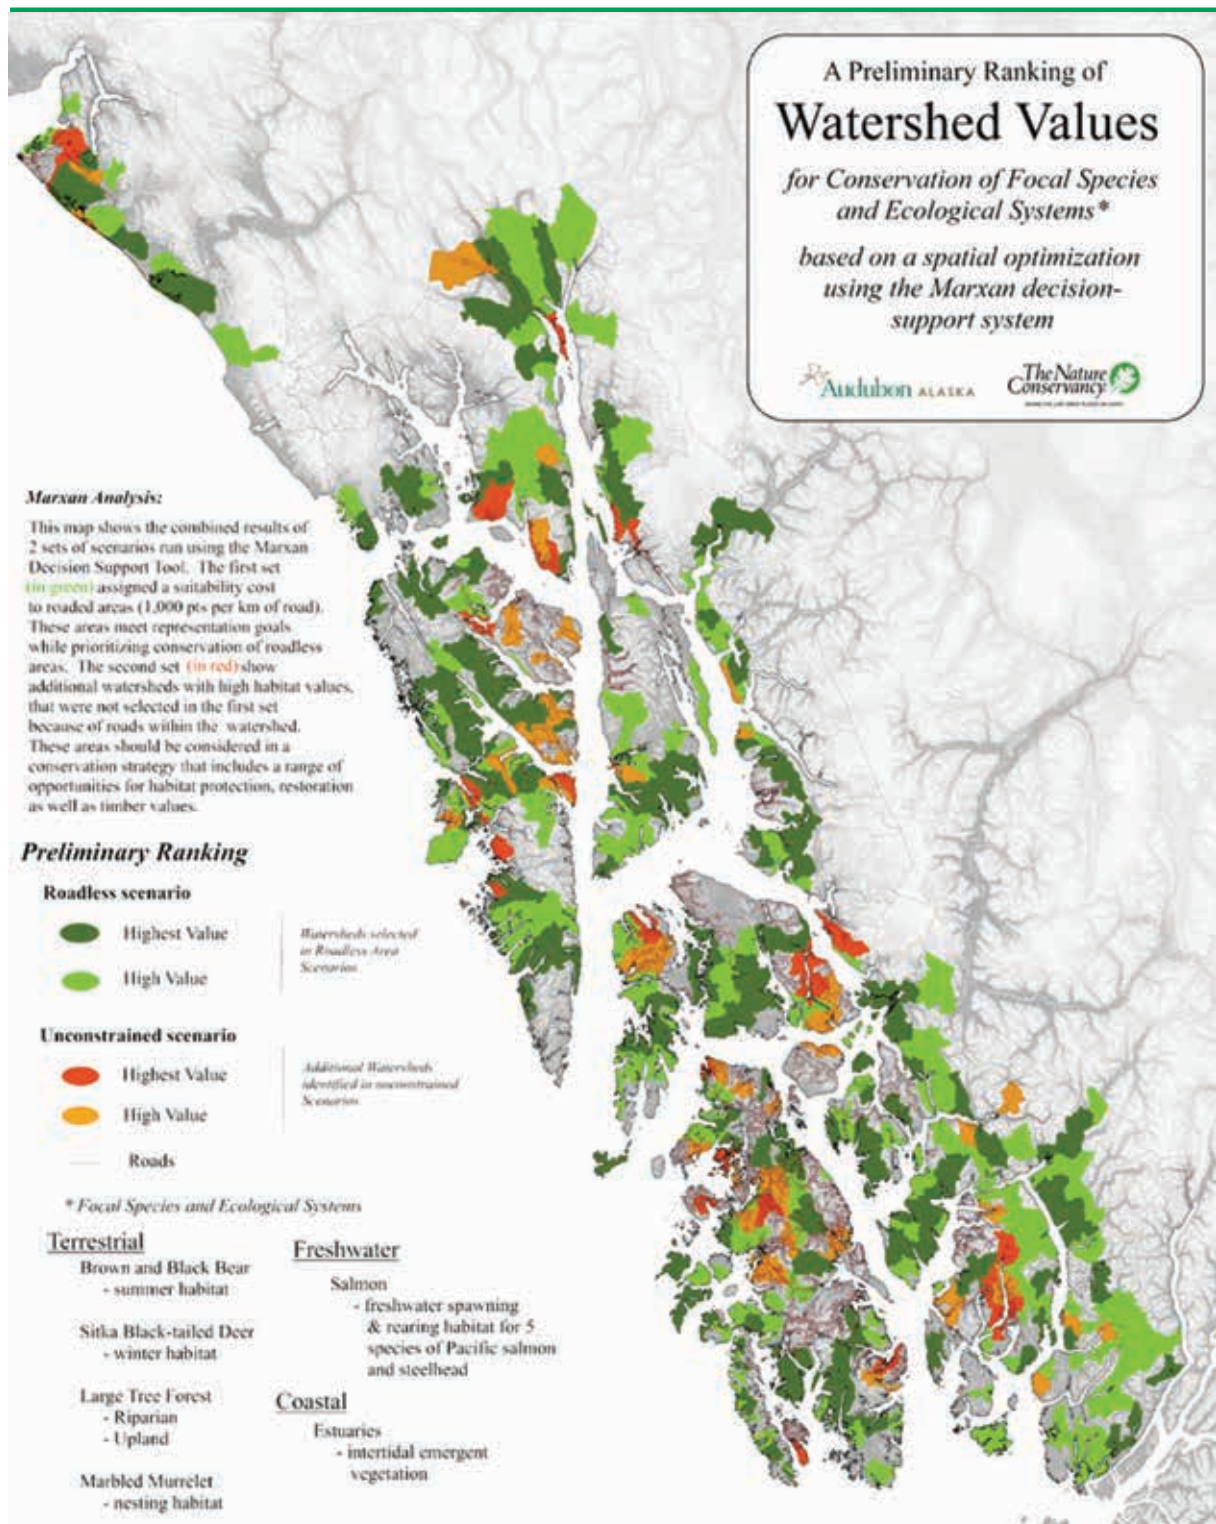 A Preliminary Ranking of
Watershed Values
for Conservation of Focal Species
and Ecological Systems*
based on a spatial optimization
using the Marxan decision-
support system
Audubon ALASKA
The Nature
Conservancy
Marxan Analysis:
This map shows the combined results of
2 sets of scenarios run using the Marxan
Decision Support Tool. The first set
(in green) assigned a suitability cost
to roaded areas (1,000 pts per km of road).
These areas meet representation goals
while prioritizing conservation of roadless
areas. The second set (in red) show
additional watersheds with high habitat values,
that were not selected in the first set
because of roads within the watershed.
These areas should be considered in a
conservation strategy that includes a range of
opportunities for habitat protection, restoration
as well as timber values.
Preliminary Ranking
Roadless scenario
Highest Value
High Value
Watersheds selected
in Roadless Area
Scenarios
Unconstrained scenario
Highest Value
High Value
Additional Watersheds
identified in unconstrained
Scenarios
Roads
* Focal Species and Ecological Systems
Terrestrial
Brown and Black Bear
- summer habitat
Sitka Black-tailed Deer
- winter habitat
Large Tree Forest
- Riparian
- Upland
Marbled Murrelet
- nesting habitat
Freshwater
Salmon
- freshwater spawning
& rearing habitat for 5
species of Pacific salmon
and steelhead
Coastal
Estuaries
- intertidal emergent
vegetation